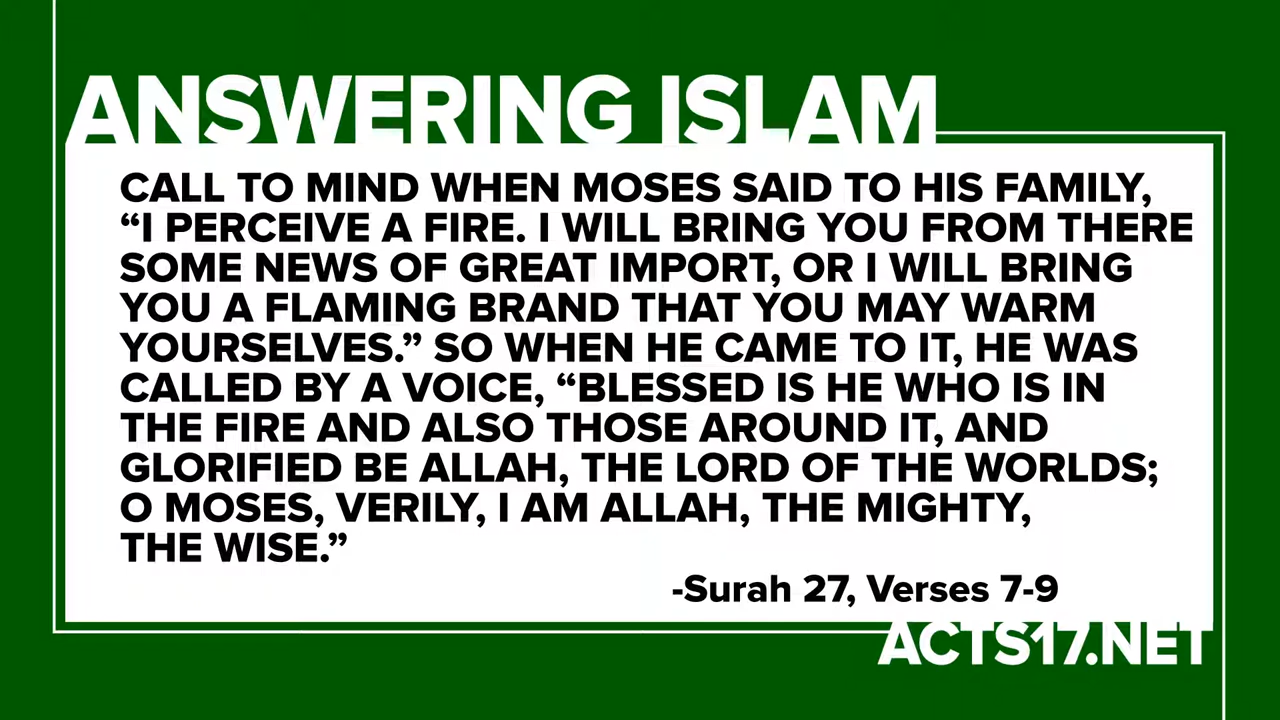 ANSWERING ISLAM
CALL TO MIND WHEN MOSES SAID TO HIS FAMILY,
“I PERCEIVE A FIRE. I WILL BRING YOU FROM THERE
SOME NEWS OF GREAT IMPORT, OR I WILL BRING
YOU A FLAMING BRAND THAT YOU MAY WARM
YOURSELVES.” SO WHEN HE CAME TO IT, HE WAS
CALLED BY A VOICE, “BLESSED IS HE WHO IS IN
THE FIRE AND ALSO THOSE AROUND IT, AND
GLORIFIED BE ALLAH, THE LORD OF THE WORLDS;
O MOSES, VERILY, I AM ALLAH, THE MIGHTY,
THE WISE.”
-Surah 27, Verses 7-9
ACTS17.NET